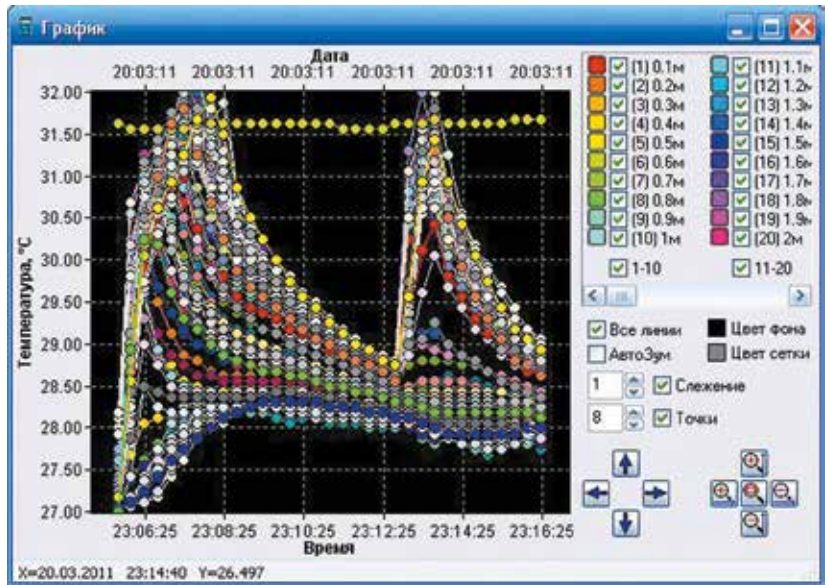 График
Дата
20:03:11 20:03:11 20:03:11 20:03:11 20:03:11 20:03:11
32.00
31.50
31.00
30.50
30.00
29.50
29.00
28.50
28.00
27.50
27.00
Температура, °C
23:06:25 23:08:25 23:10:25 23:12:25 23:14:25 23:16:25
Время
(1) 0.1м (11) 1.1м
(2) 0.2м (12) 1.2м
(3) 0.3м (13) 1.3м
(4) 0.4м (14) 1.4м
(5) 0.5м (15) 1.5м
(6) 0.6м (16) 1.6м
(7) 0.7м (17) 1.7м
(8) 0.8м (18) 1.8м
(9) 0.9м (19) 1.9м
(10) 1м (20) 2м
1-10 11-20
Все линии Цвет фона
АвтоЗум Цвет сетки
1 Слежение
8 Точки
X=20.03.2011 23:14:40 Y=26.497